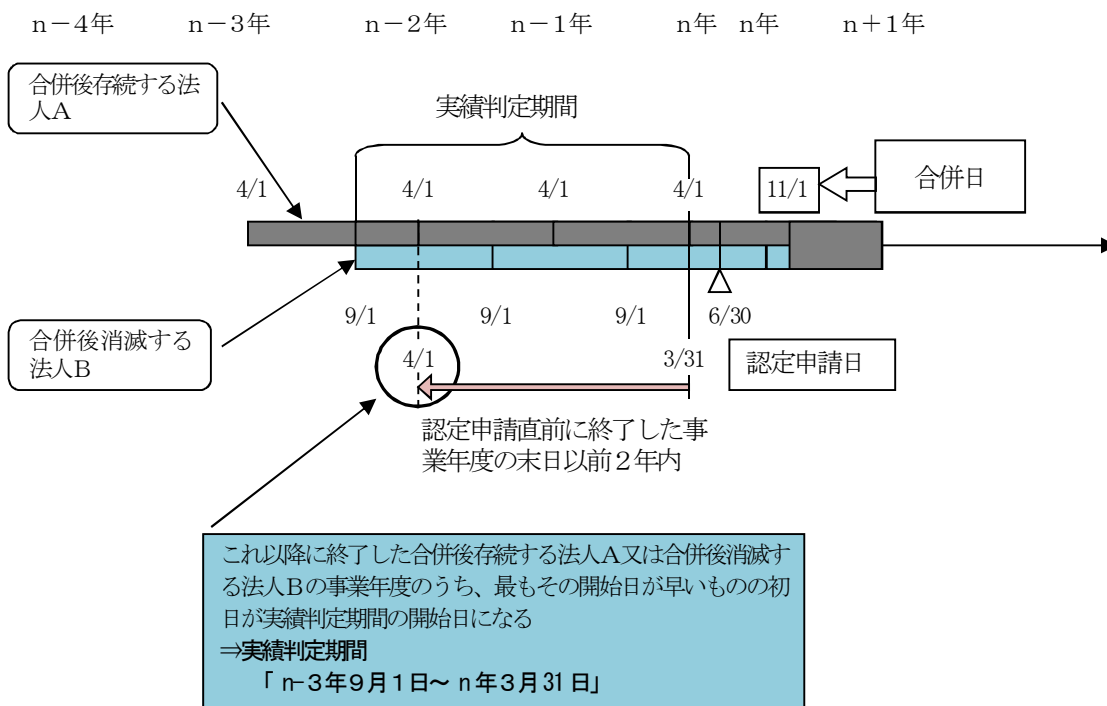 n－4年 n－3年 n－2年 n－1年 n年 n年 n＋1年
合併後存続する法
人A
実績判定期間
合併日
4/1 4/1 4/1 4/1 11/1
9/1 9/1 9/1 6/30
合併後消滅する
法人B
4/1 3/31 認定申請日
認定申請直前に終了した事
業年度の末日以前２年内
これ以降に終了した合併後存続する法人A又は合併後消滅す
る法人Bの事業年度のうち、最もその開始日が早いものの初
日が実績判定期間の開始日になる
⇒実績判定期間
「 n-3年９月１日～ n 年３月31 日」